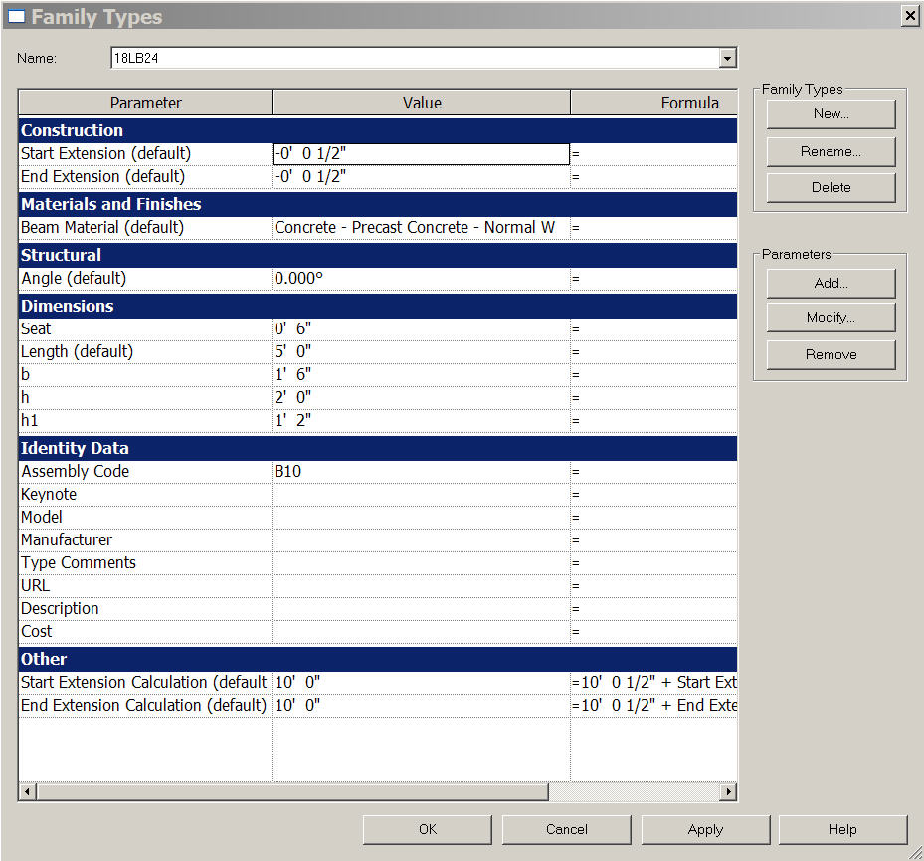 Family Types
Name: 18LB24
Parameter Value Formula
Construction
Start Extension (default) -0' 0 1/2" =
End Extension (default) -0' 0 1/2" =
Materials and Finishes
Beam Material (default) Concrete - Precast Concrete - Normal W =
Structural
Angle (default) 0.000° =
Dimensions
Seat 0' 6" =
Length (default) 5' 0" =
b 1' 6" =
h 2' 0" =
h1 1' 2" =
Identity Data
Assembly Code B10 =
Keynote =
Model =
Manufacturer =
Type Comments =
URL =
Description =
Cost =
Other
Start Extension Calculation (default 10' 0" =10' 0 1/2" + Start Ext
End Extension Calculation (default) 10' 0" =10' 0 1/2" + End Exte
Family Types
New...
Rename...
Delete
Parameters
Add...
Modify...
Remove
OK Cancel Apply Help